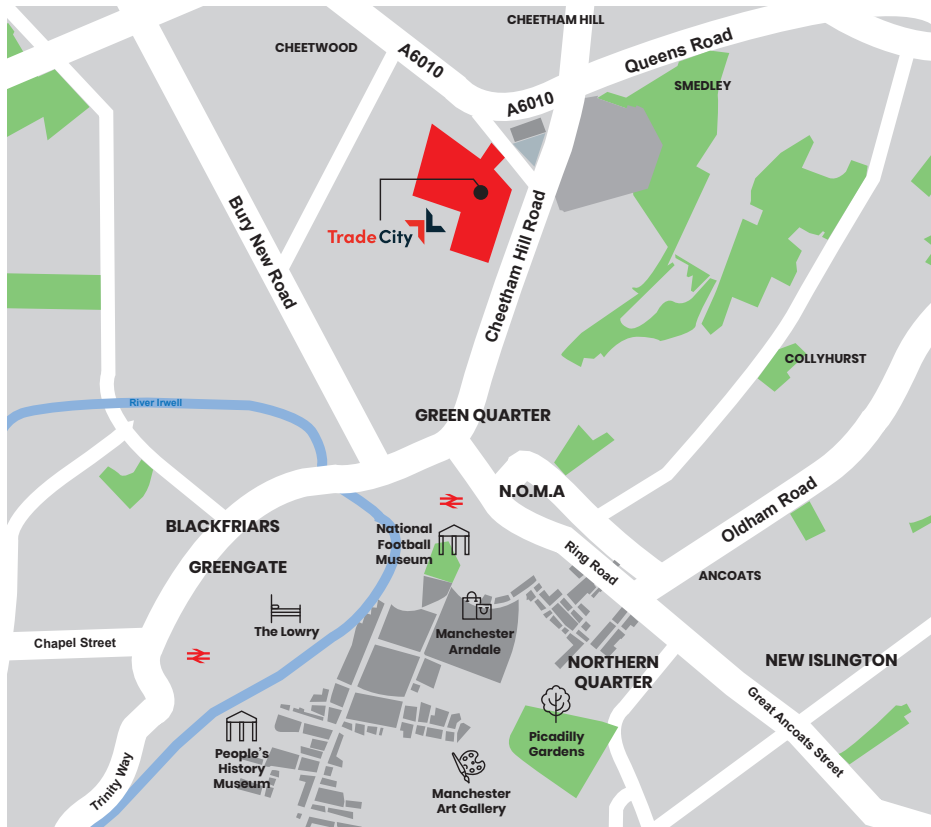 CHEETHAM HILL
CHEETWOOD
A6010
Queens Road
SMEDLEY
A6010
Bury New Road
TradeCity
Cheetham Hill Road
COLLYHURST
River Irwell
GREEN QUARTER
N.O.M.A
Oldham Road
BLACKFRIARS
National
Football
Museum
Ring Road
GREENGATE
ANCOATS
The Lowry
Chapel Street
Manchester
Arndale
NORTHERN
QUARTER
NEW ISLINGTON
Great Ancoats Street
Picadilly
Gardens
People's
History
Museum
Trinity Way
Manchester
Art Gallery